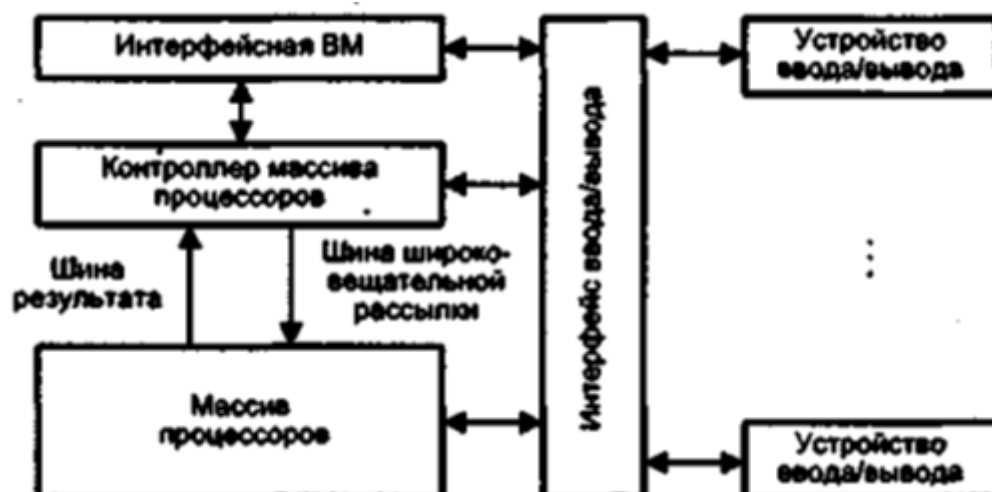 Интерфейсная ВМ
Контроллер массива
процессоров
Шина
результата
Шина широко-
вещательной
рассылки
Массив
процессоров
Интерфейс ввода/вывода
Устройство
ввода/вывода
Устройство
ввода/вывода